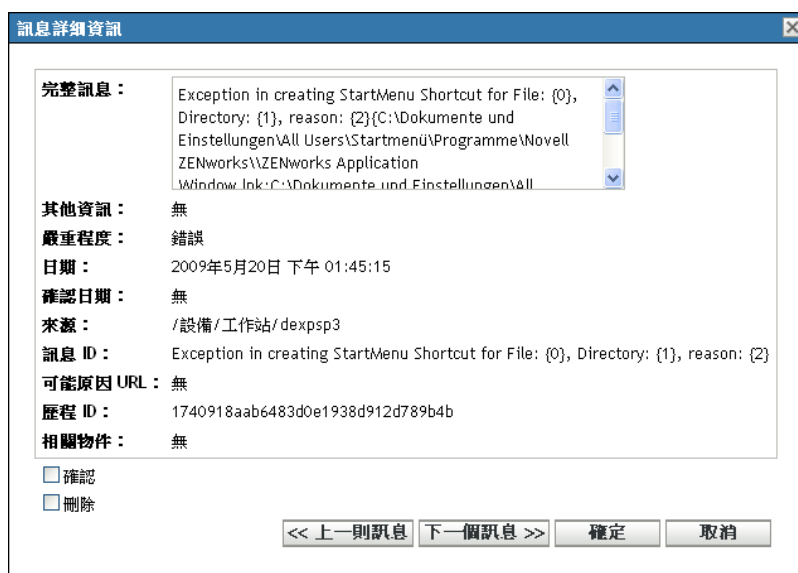 訊息詳細資訊
完整訊息：
Exception in creating StartMenu Shortcut for File: {0},
Directory: {1}, reason: {2}{C:\Dokumente und
Einstellungen\All Users\Startmenü\Programme\Novell
ZENworks\\ZENworks Application
Window.lnk;C:\Dokumente und Einstellungen\All
其他資訊： 無
嚴重程度： 錯誤
日期： 2009年5月20日 下午 01:45:15
確認日期： 無
來源： /設備/工作站/dexpsp3
訊息 ID： Exception in creating StartMenu Shortcut for File: {0}, Directory: {1}, reason: {2}
可能原因 URL： 無
歷程 ID： 1740918aab6483d0e1938d912d789b4b
相關物件： 無
確認
刪除
<< 上一則訊息 下一個訊息 >> 確定 取消